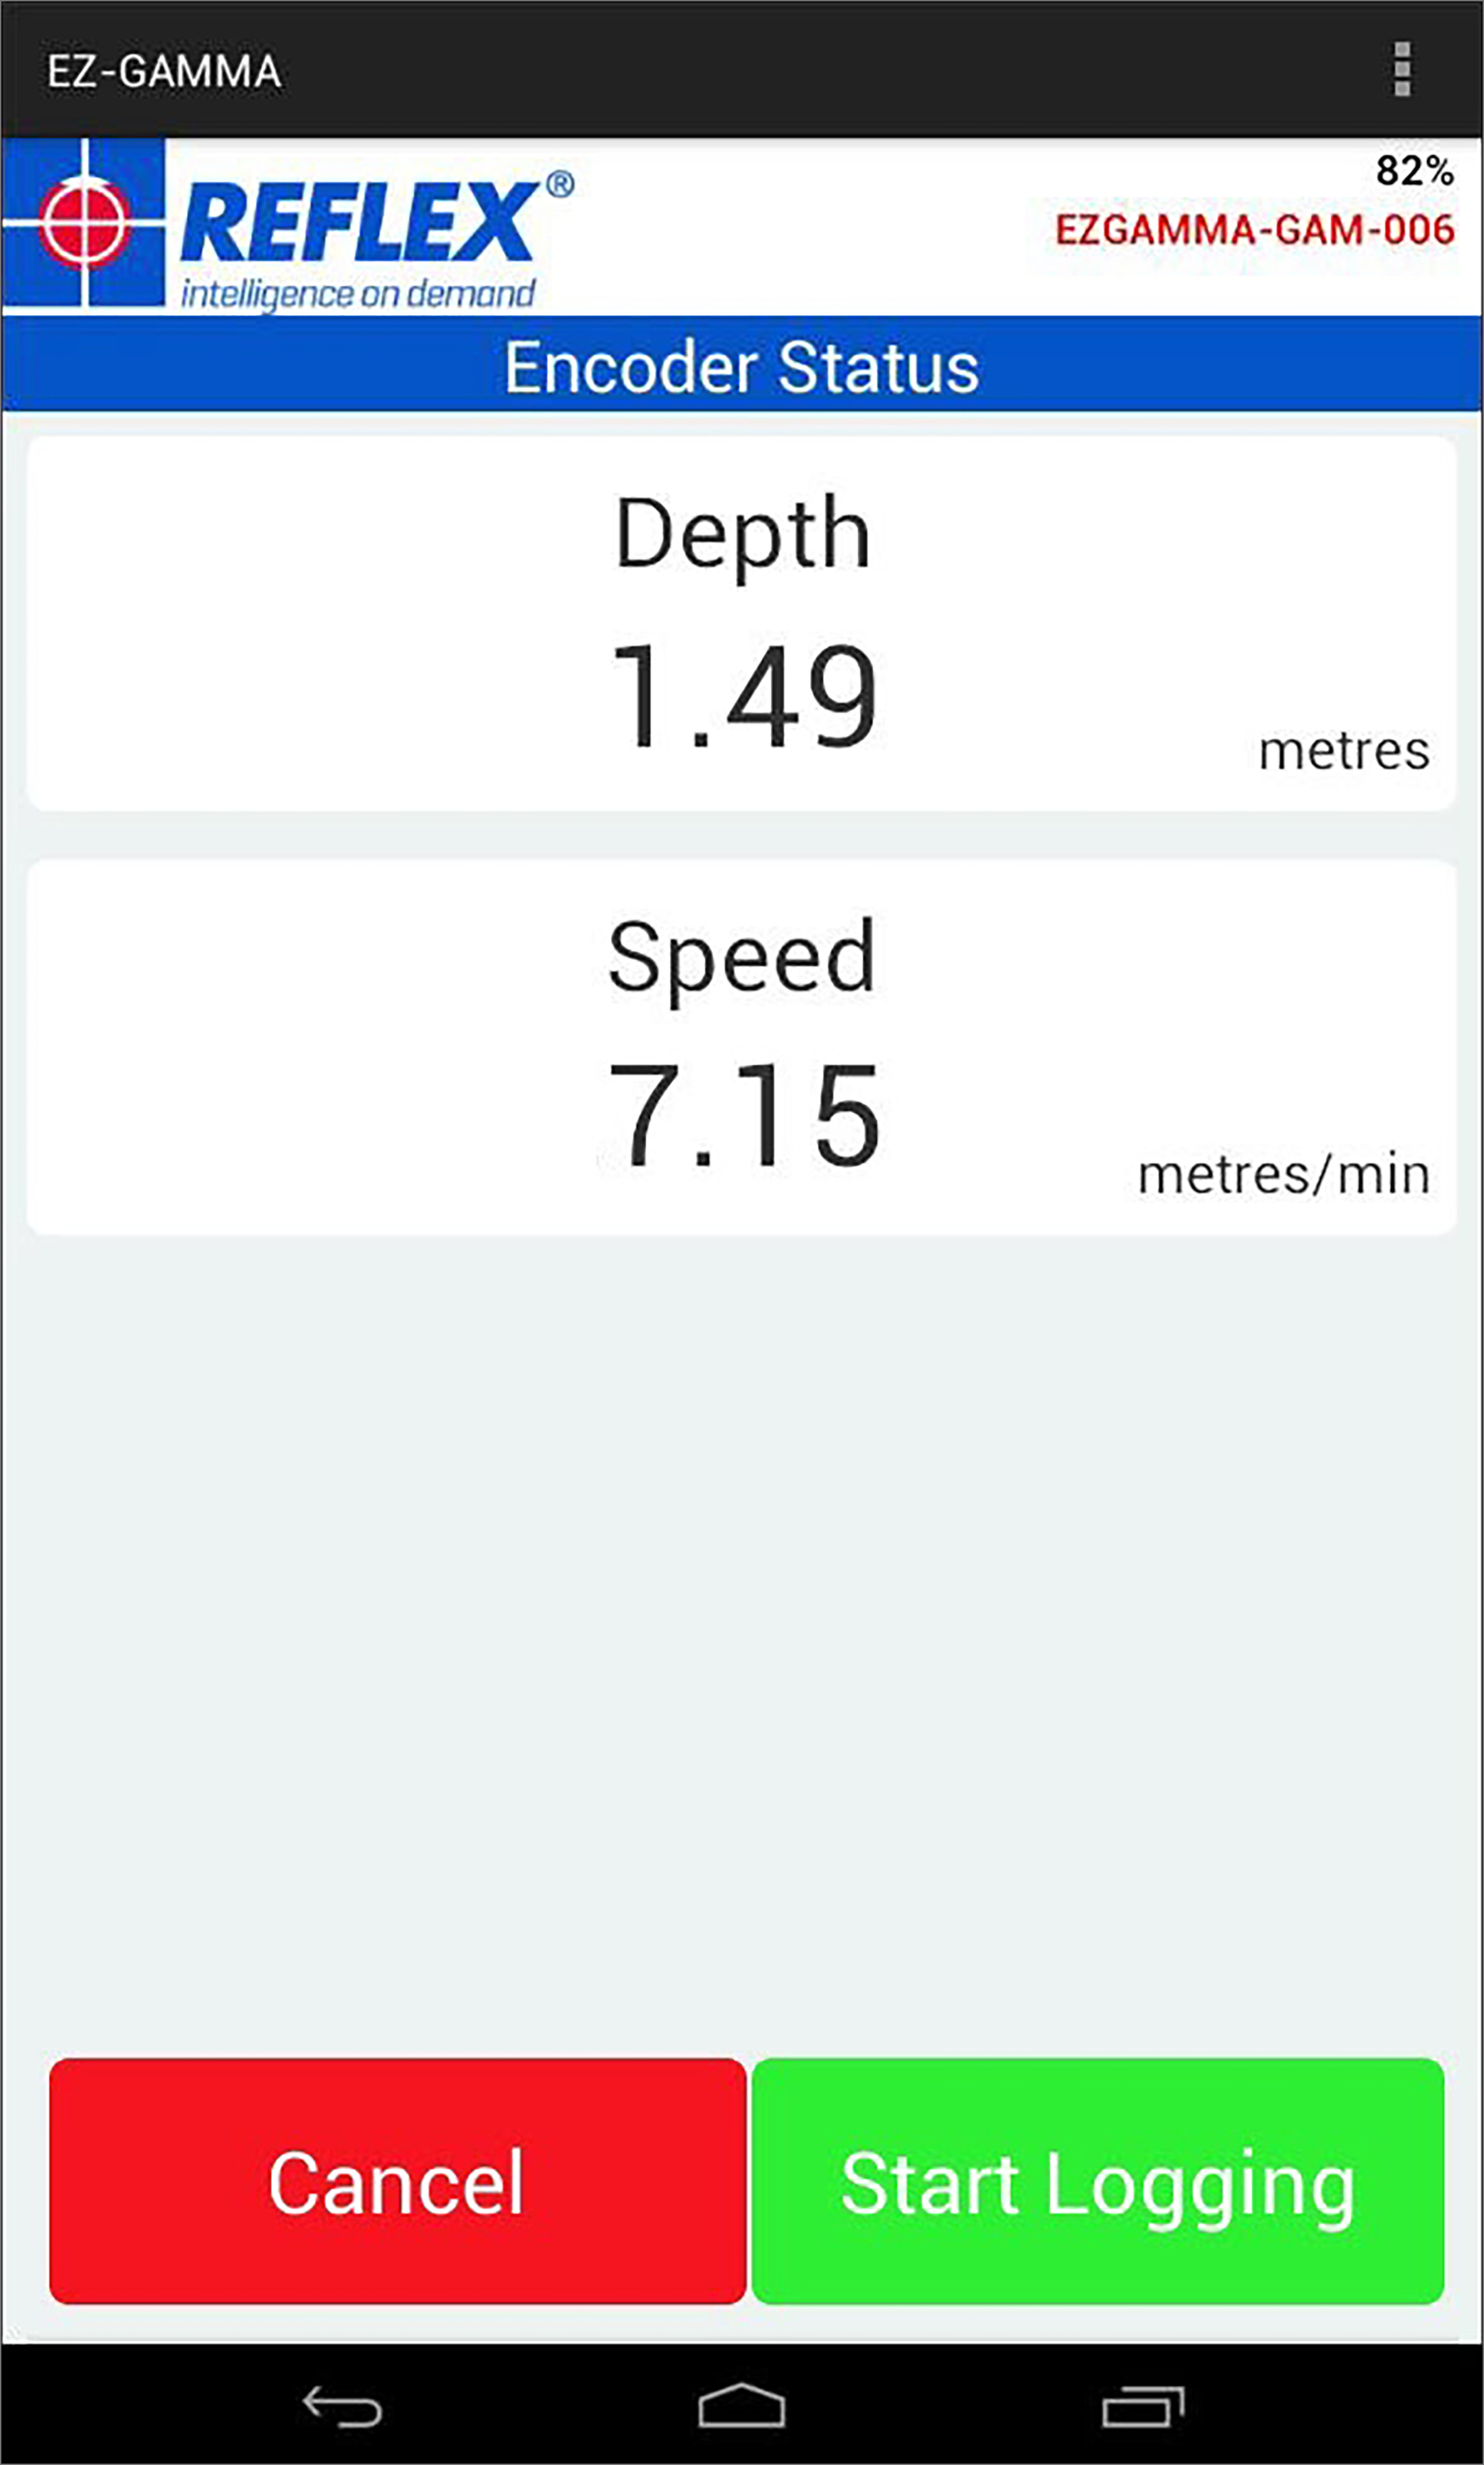 EZ-GAMMA
82%
REFLEX®
EZGAMMA-GAM-006
intelligence on demand
Encoder Status
Depth
1.49
metres
Speed
7.15
metres/min
Cancel
Start Logging